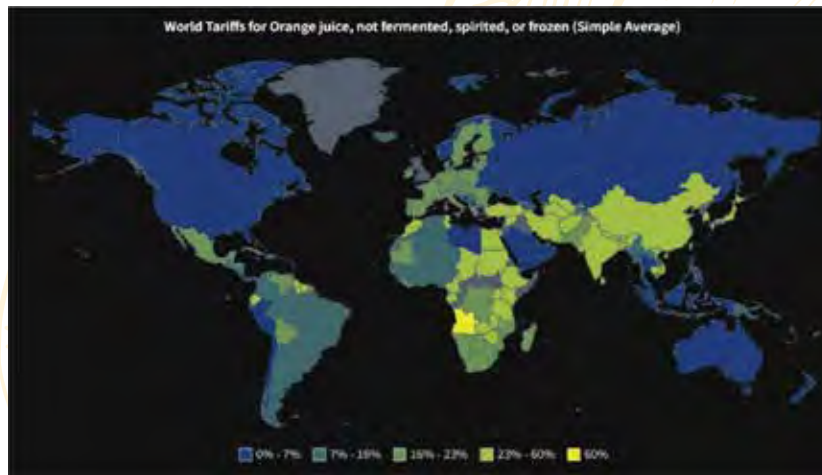 World Tariffs for Orange juice, not fermented, spirited, or frozen (Simple Average)
0% - 7% 7% - 16% 16% - 23% 23% - 60% 60%